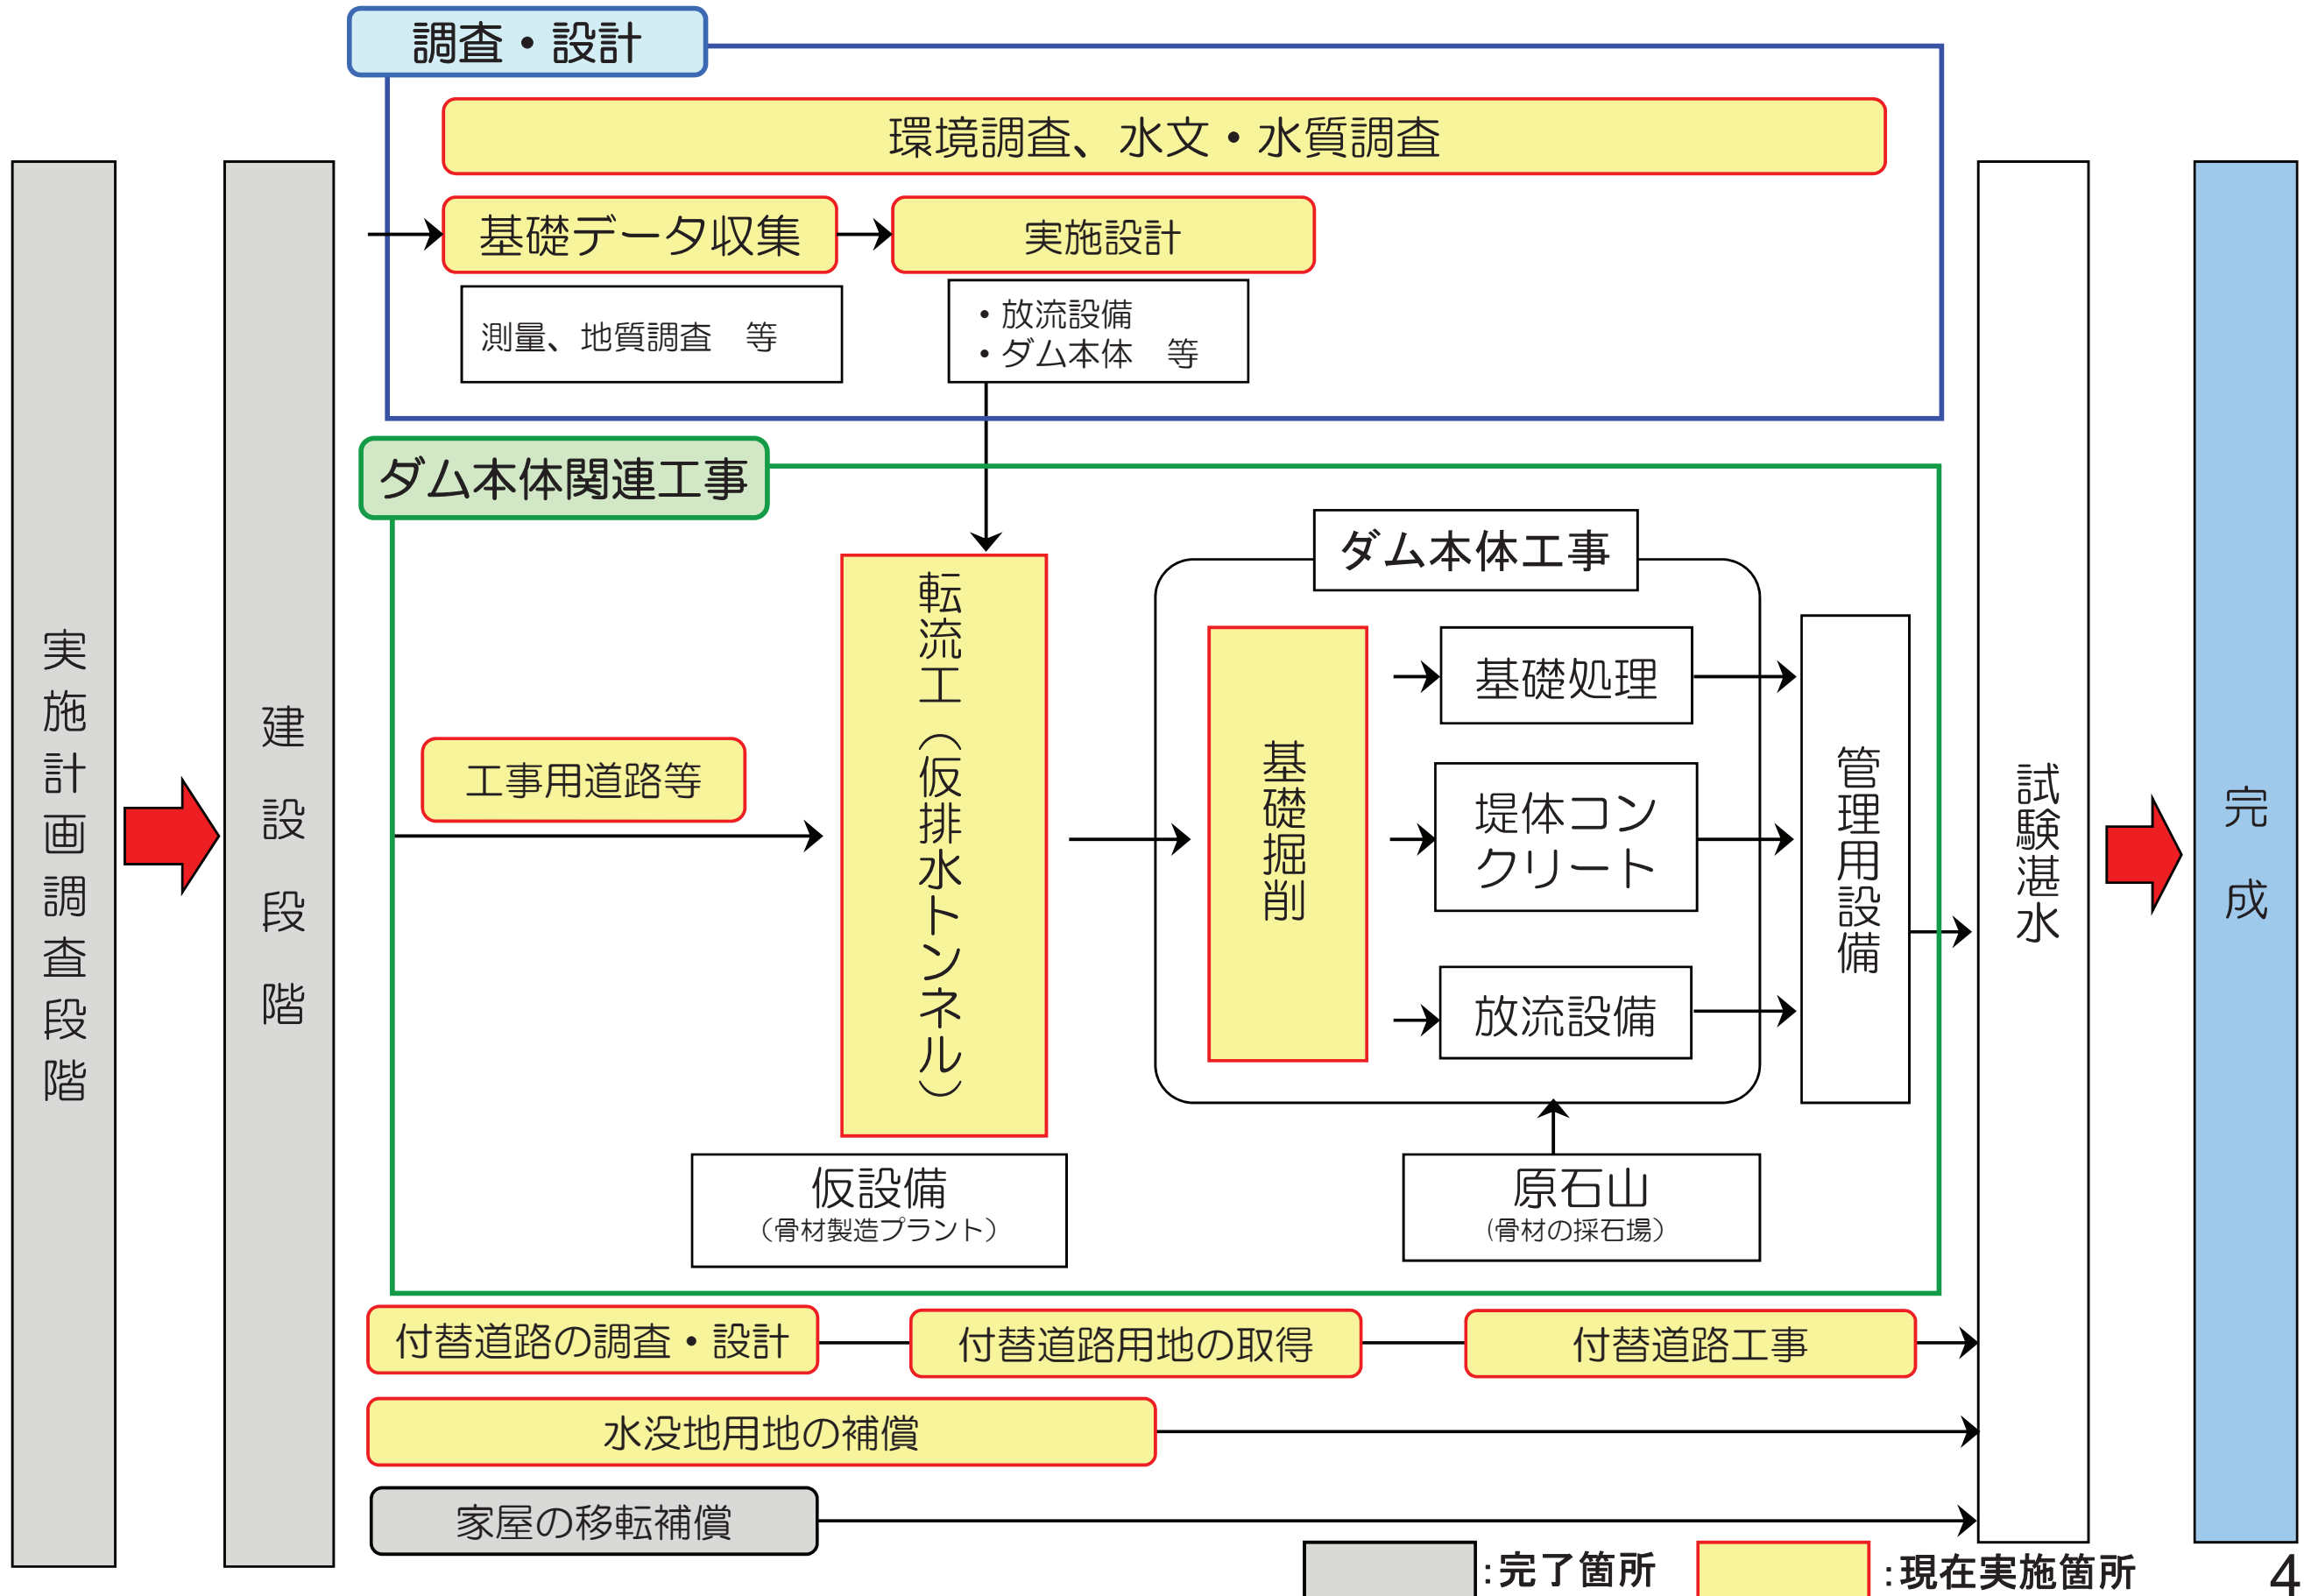 調査・設計
環境調査、水文・水質調査
基礎データ収集
実施設計
測量、地質調査　等
・放流設備
・ダム本体　等
実施計画調査段階
建設段階
ダム本体関連工事
工事用道路等
転流工（仮排水トンネル）
ダム本体工事
基礎掘削
基礎処理
堤体コン
クリート
放流設備
管理用設備
仮設備
（骨材製造プラント）
原石山
（骨材の採石場）
試験湛水
完成
付替道路の調査・設計
付替道路用地の取得
付替道路工事
水没地用地の補償
家屋の移転補償
：完了箇所
：現在実施箇所
4